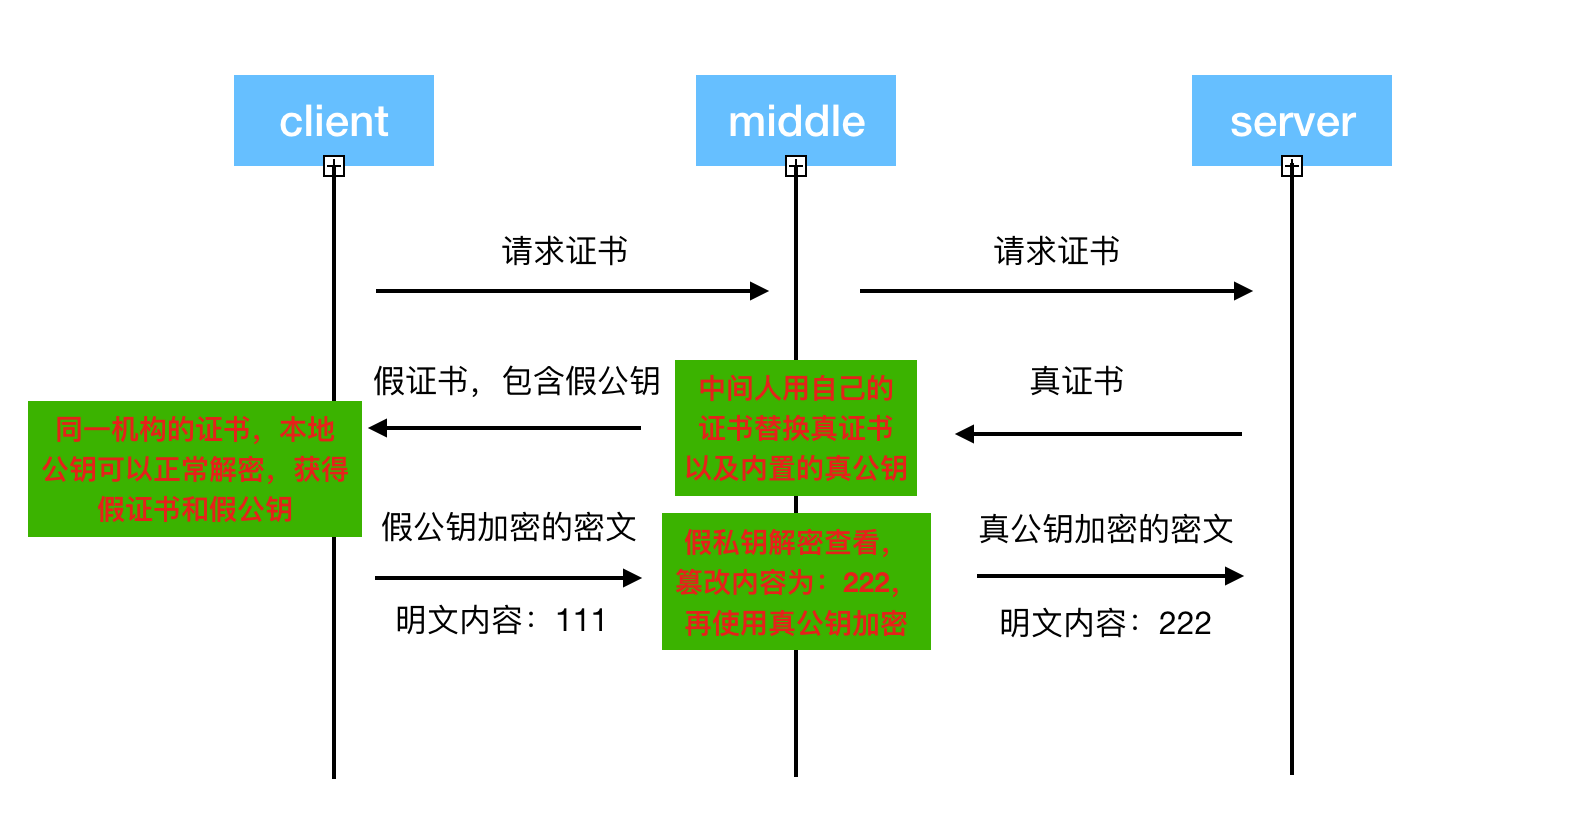 client
middle
server
请求证书
请求证书
假证书，包含假公钥
中间人用自己的
证书替换真证书
以及内置的真公钥
真证书
同一机构的证书，本地
公钥可以正常解密，获得
假证书和假公钥
假公钥加密的密文
明文内容：111
假私钥解密查看，
篡改内容为：222，
再使用真公钥加密
真公钥加密的密文
明文内容：222